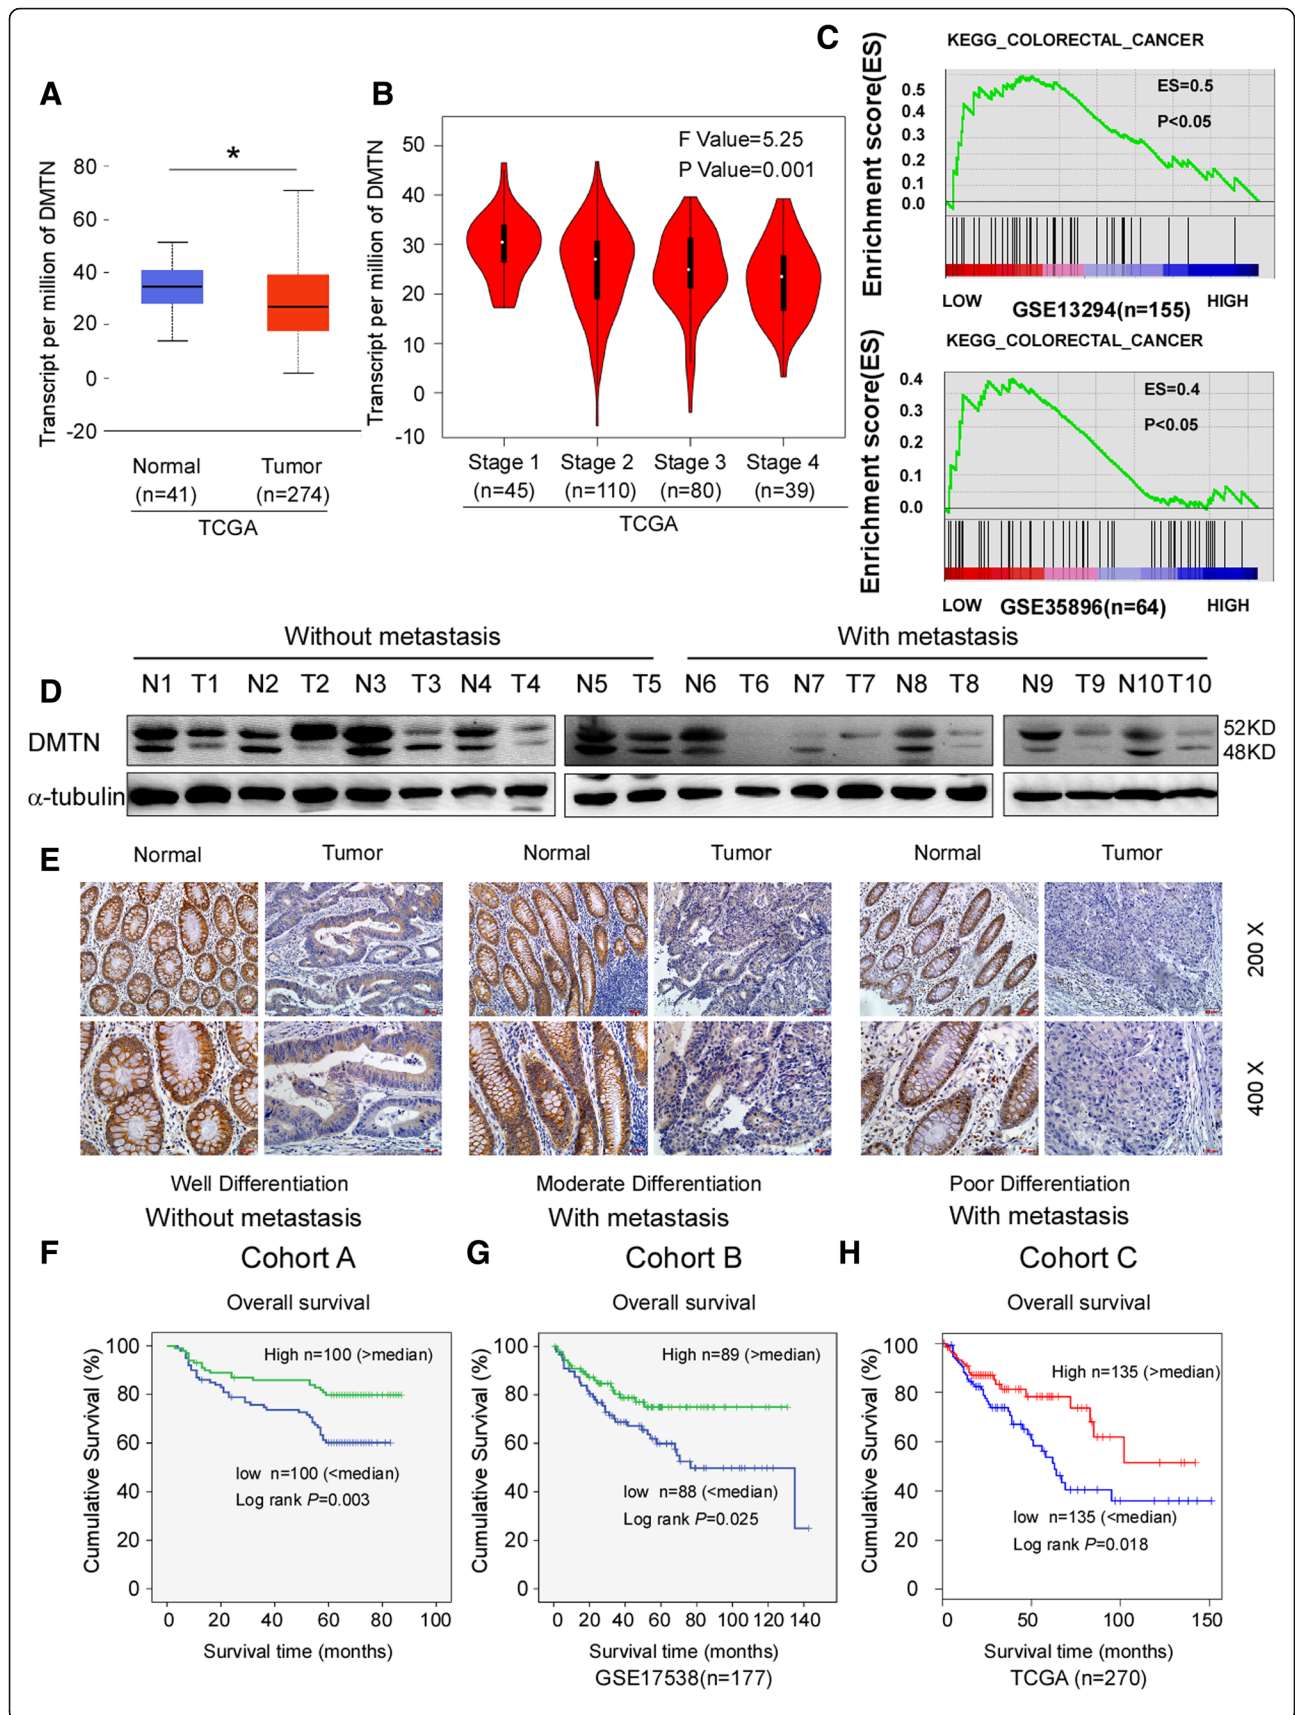 A
Transcript per million of DMTN
80
60
40
20
0
-20
*
Normal
(n=41)
Tumor
(n=274)
TCGA
B
Transcript per million of DMTN
50
40
30
20
10
0
-10
F Value=5.25
P Value=0.001
Stage 1
(n=45)
Stage 2
(n=110)
Stage 3
(n=80)
Stage 4
(n=39)
TCGA
C
KEGG_COLORECTAL_CANCER
Enrichment score(ES)
0.5
0.4
0.3
0.2
0.1
0.0
ES=0.5
P<0.05
LOW
GSE13294(n=155)
HIGH
KEGG_COLORECTAL_CANCER
Enrichment score(ES)
0.4
0.3
0.2
0.1
0.0
ES=0.4
P<0.05
LOW
GSE35896(n=64)
HIGH
D
Without metastasis
With metastasis
N1 T1 N2 T2 N3 T3 N4 T4 N5 T5 N6 T6 N7 T7 N8 T8 N9 T9 N10 T10
DMTN
52KD
48KD
α-tubulin
E
Normal Tumor Normal Tumor Normal Tumor
200 X
400 X
Well Differentiation
Without metastasis
Moderate Differentiation
With metastasis
Poor Differentiation
With metastasis
F
Cohort A
Overall survival
Cumulative Survival (%)
100
80
60
40
20
0
High n=100 (>median)
low n=100 (<median)
Log rank P=0.003
0 20 40 60 80 100
Survival time (months)
G
Cohort B
Overall survival
Cumulative Survival (%)
100
80
60
40
20
0
High n=89 (>median)
low n=88 (<median)
Log rank P=0.025
0 20 40 60 80 100 120 140
Survival time (months)
GSE17538(n=177)
H
Cohort C
Overall survival
Cumulative Survival (%)
100
80
60
40
20
0
High n=135 (>median)
low n=135 (<median)
Log rank P=0.018
0 50 100 150
Survival time (months)
TCGA (n=270)